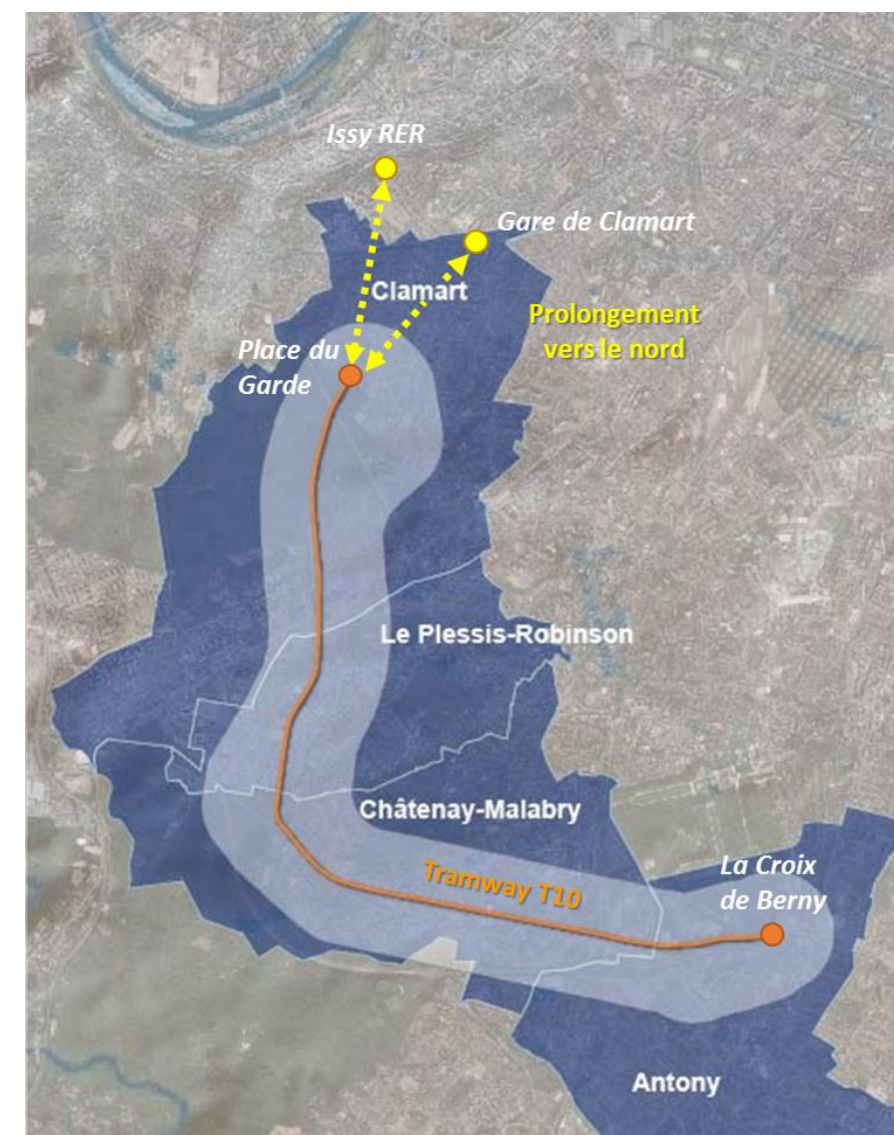 Issy RER
Gare de Clamart
Clamart
Prolongement
vers le nord
Place du
Garde
Le Plessis-Robinson
Châtenay-Malabry
Tramway T10
La Croix
de Berny
Antony